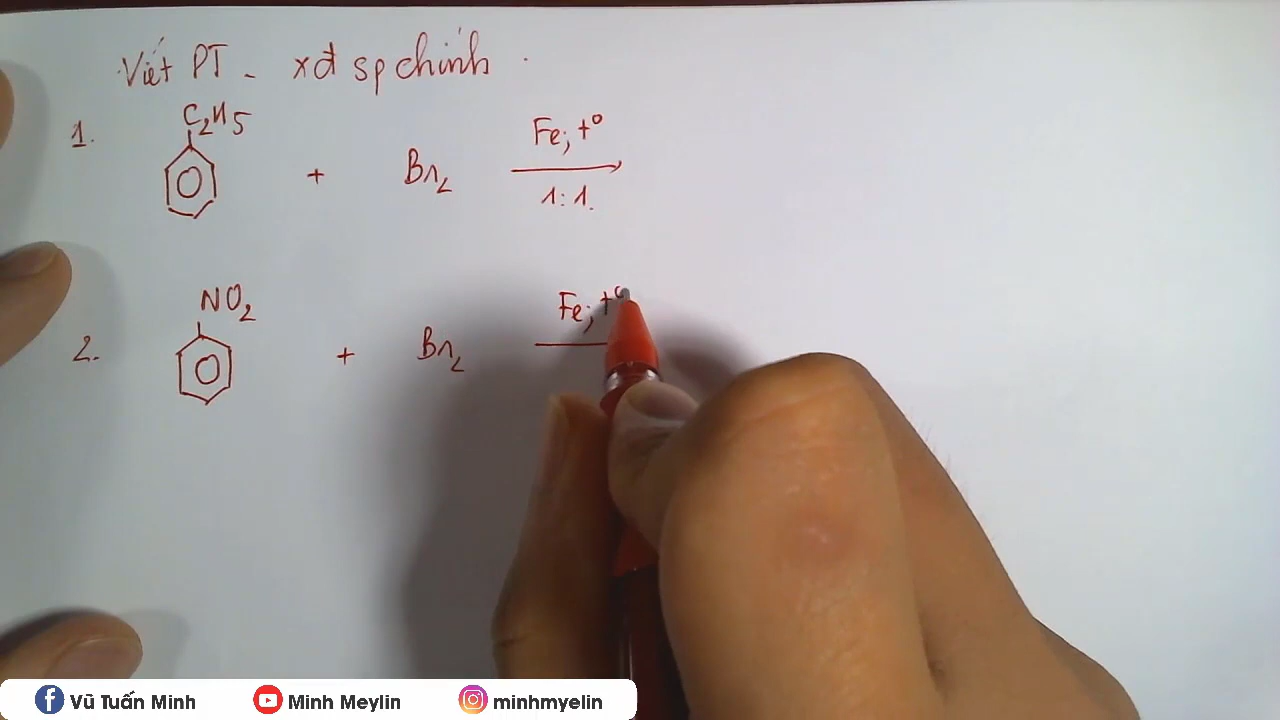 Viết PT - xđ sp chính.
1. C2H5 + Br2 Fe; t° 1:1.
2. NO2 + Br2 Fe; t°
Vũ Tuấn Minh Minh Meylin minhmyelin